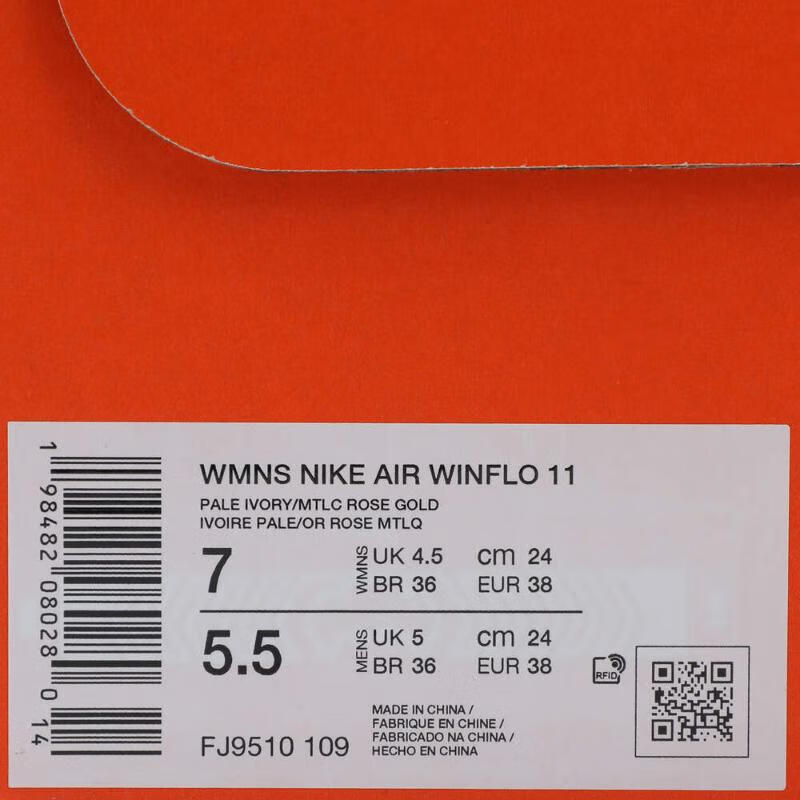 WMNS NIKE AIR WINFLO 11
PALE IVORY/MTLC ROSE GOLD
IVOIRE PALE/OR ROSE MTLQ
7 WMNS UK 4.5 cm 24
BR 36 EUR 38
5.5 MENS UK 5 cm 24
BR 36 EUR 38
RFID
MADE IN CHINA /
FABRIQUE EN CHINE /
FABRICADO NA CHINA /
HECHO EN CHINA
FJ9510 109
1 98482 08028 0 14